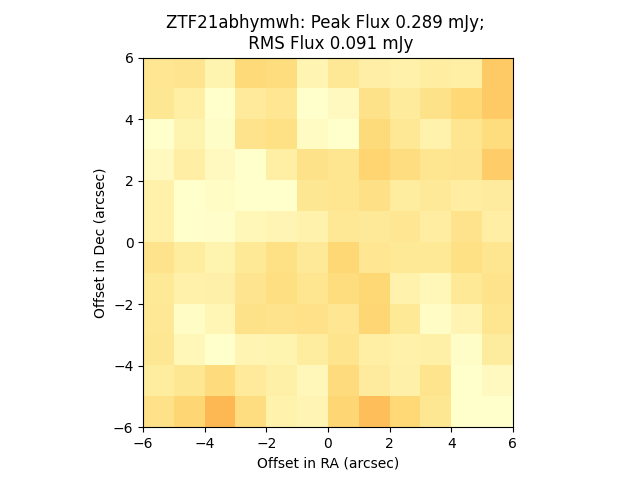 ZTF21abhymwh: Peak Flux 0.289 mJy;
RMS Flux 0.091 mJy
6
4
2
0
−2
−4
−6
Offset in Dec (arcsec)
−6 −4 −2 0 2 4 6
Offset in RA (arcsec)